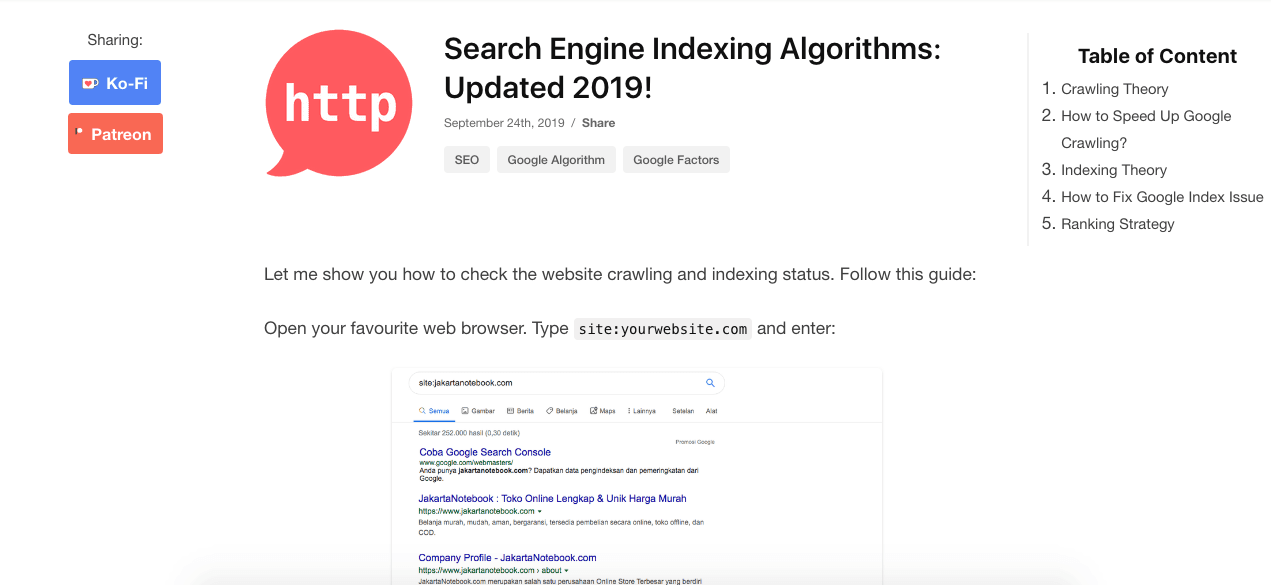 Sharing:
Ko-Fi
Patreon
http
Search Engine Indexing Algorithms:
Updated 2019!
September 24th, 2019 / Share
SEO
Google Algorithm
Google Factors
Table of Content
1. Crawling Theory
2. How to Speed Up Google
Crawling?
3. Indexing Theory
4. How to Fix Google Index Issue
5. Ranking Strategy
Let me show you how to check the website crawling and indexing status. Follow this guide:
Open your favourite web browser. Type site:yourwebsite.com and enter:
site:jakartanotebook.com
Semua Gambar Berita Belanja Maps Lainnya Setelan Alat
Sekitar 252.000 hasil (0,30 detik)
Promosi Google
Coba Google Search Console
www.google.com/webmasters/
Anda punya jakartanotebook.com? Dapatkan data pengindeksan dan pemeringkatan dari
Google.
JakartaNotebook : Toko Online Lengkap & Unik Harga Murah
https://www.jakartanotebook.com
Belanja murah, mudah, aman, bergaransi, tersedia pembelian secara online, toko offline, dan
COD.
Company Profile - JakartaNotebook.com
https://www.jakartanotebook.com › about
JakartaNotebook.com merupakan salah satu perusahaan Online Store Terbesar yang berdiri